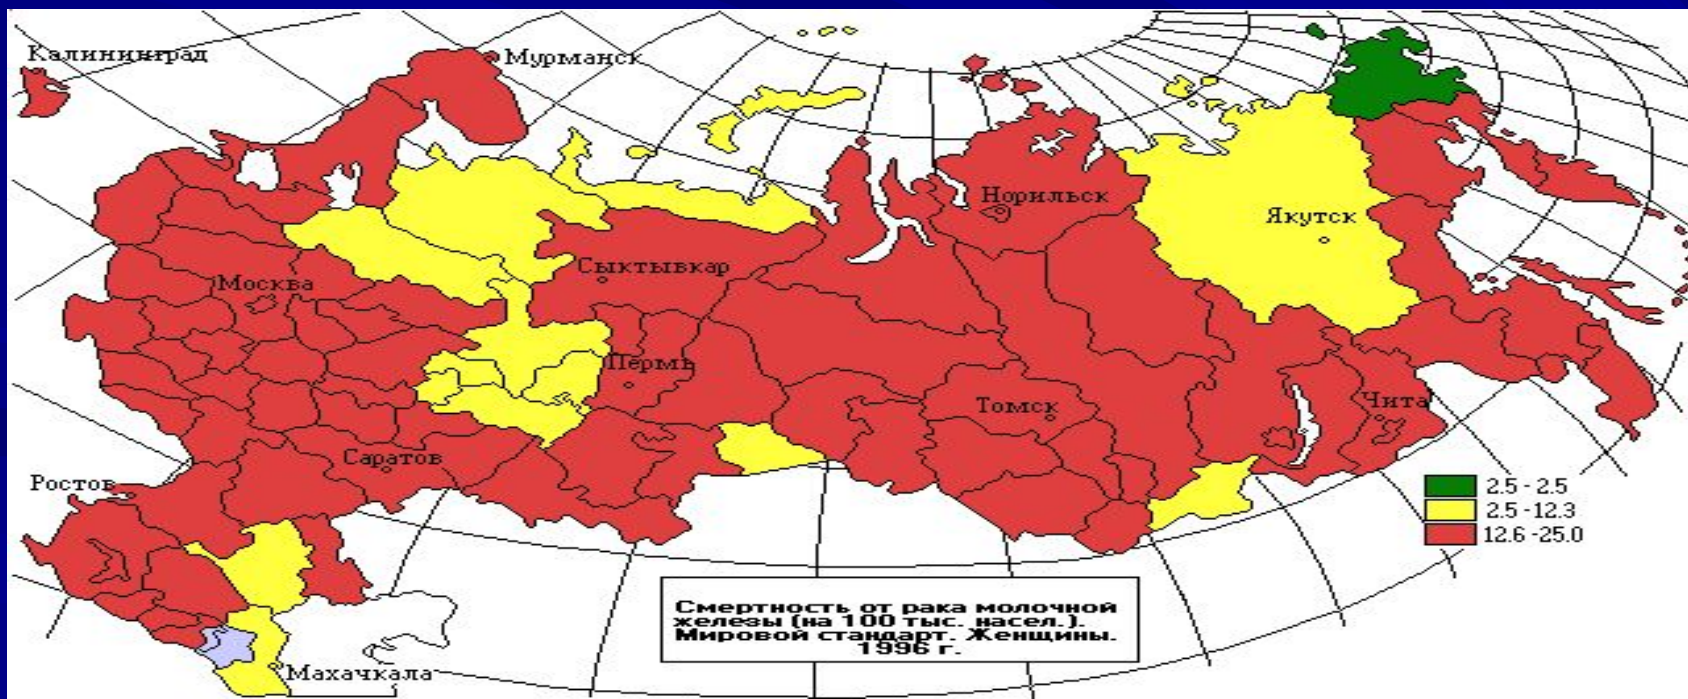 Калининград
Мурманск
Норильск
Якутск
Сыктывкар
Москва
Пермь
Томск
Чита
Саратов
Ростов
2.5 - 2.5
2.5 -12.3
12.6 -25.0
Смертность от рака молочной
железы (на 100 тыс. насел.).
Мировой стандарт. Женщины.
1996 г.
Махачкала